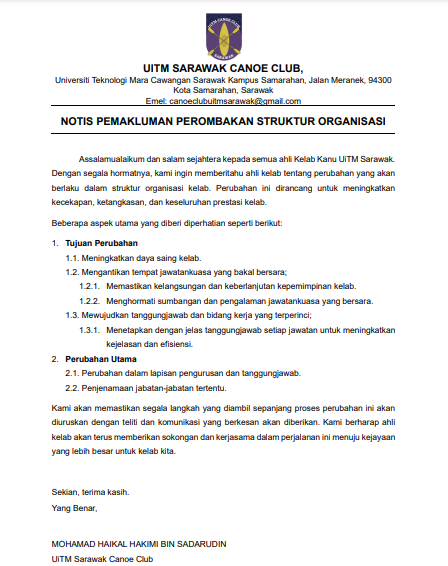 UITM CANOE CLUB
SARAWAK
UITM SARAWAK CANOE CLUB,
Universiti Teknologi Mara Cawangan Sarawak Kampus Samarahan, Jalan Meranek, 94300
Kota Samarahan, Sarawak
Emel: canoeclubuitmsarawak@gmail.com
NOTIS PEMAKLUMAN PEROMBAKAN STRUKTUR ORGANISASI
Assalamualaikum dan salam sejahtera kepada semua ahli Kelab Kanu UiTM Sarawak.
Dengan segala hormatnya, kami ingin memberitahu ahli kelab tentang perubahan yang akan
berlaku dalam struktur organisasi kelab. Perubahan ini dirancang untuk meningkatkan
kecekapan, ketangkasan, dan keseluruhan prestasi kelab.
Beberapa aspek utama yang diberi diperhatian seperti berikut:
1. Tujuan Perubahan
1.1. Meningkatkan daya saing kelab.
1.2. Mengantikan tempat jawatankuasa yang bakal bersara;
1.2.1. Memastikan kelangsungan dan keberlanjutan kepemimpinan kelab.
1.2.2. Menghormati sumbangan dan pengalaman jawatankuasa yang bersara.
1.3. Mewujudkan tanggungjawab dan bidang kerja yang terperinci;
1.3.1. Menetapkan dengan jelas tanggungjawab setiap jawatan untuk meningkatkan
kejelasan dan efisiensi.
2. Perubahan Utama
2.1. Perubahan dalam lapisan pengurusan dan tanggungjawab.
2.2. Penjenamaan jabatan-jabatan tertentu.
Kami akan memastikan segala langkah yang diambil sepanjang proses perubahan ini akan
diuruskan dengan teliti dan komunikasi yang berkesan akan diberikan. Kami berharap ahli
kelab akan terus memberikan sokongan dan kerjasama dalam perjalanan ini menuju kejayaan
yang lebih besar untuk kelab kita.
Sekian, terima kasih.
Yang Benar,
MOHAMAD HAIKAL HAKIMI BIN SADARUDIN
UiTM Sarawak Canoe Club